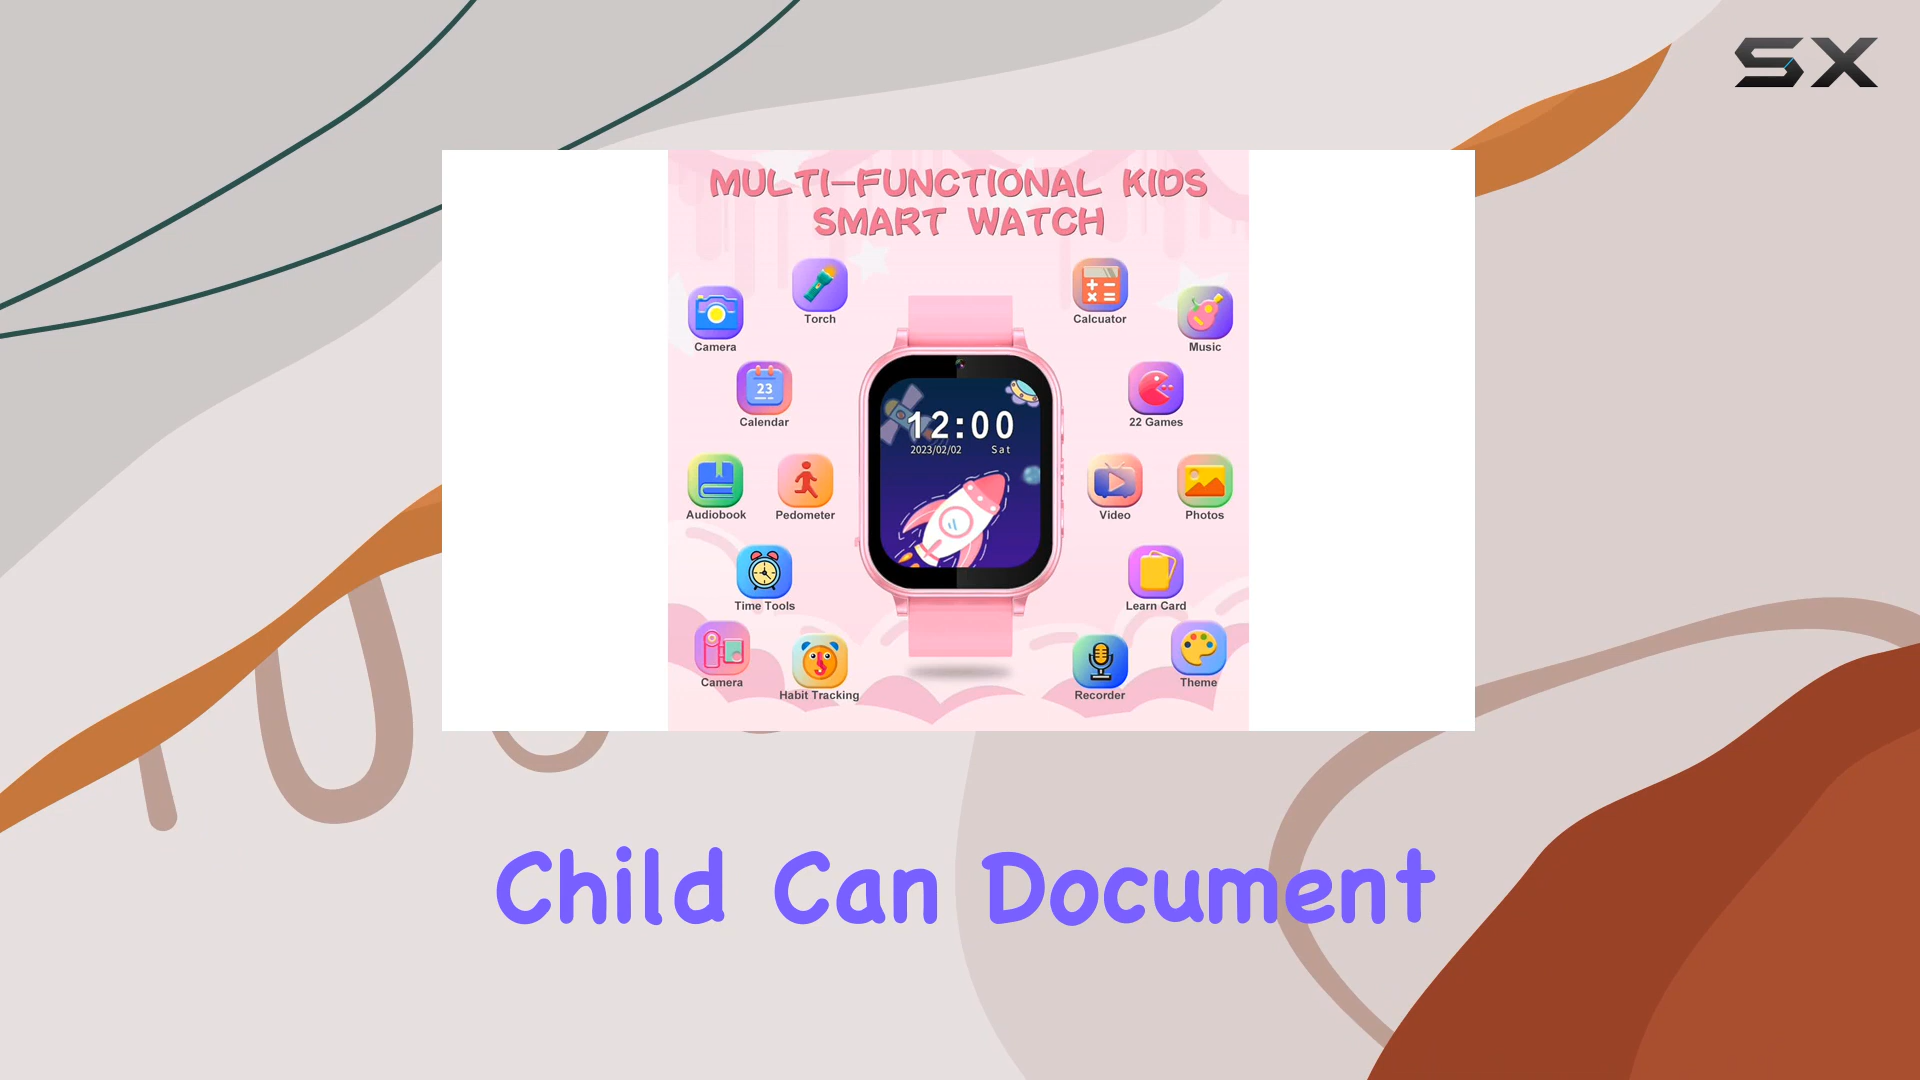 SX
MULTI-FUNCTIONAL KIDS
SMART WATCH
Torch
Calcuator
Camera
Music
23
Calendar
22 Games
12:00
2023/02/02 Sat
Audiobook
Pedometer
Video
Photos
Time Tools
Learn Card
Camera
Habit Tracking
Recorder
Theme
Child Can Document